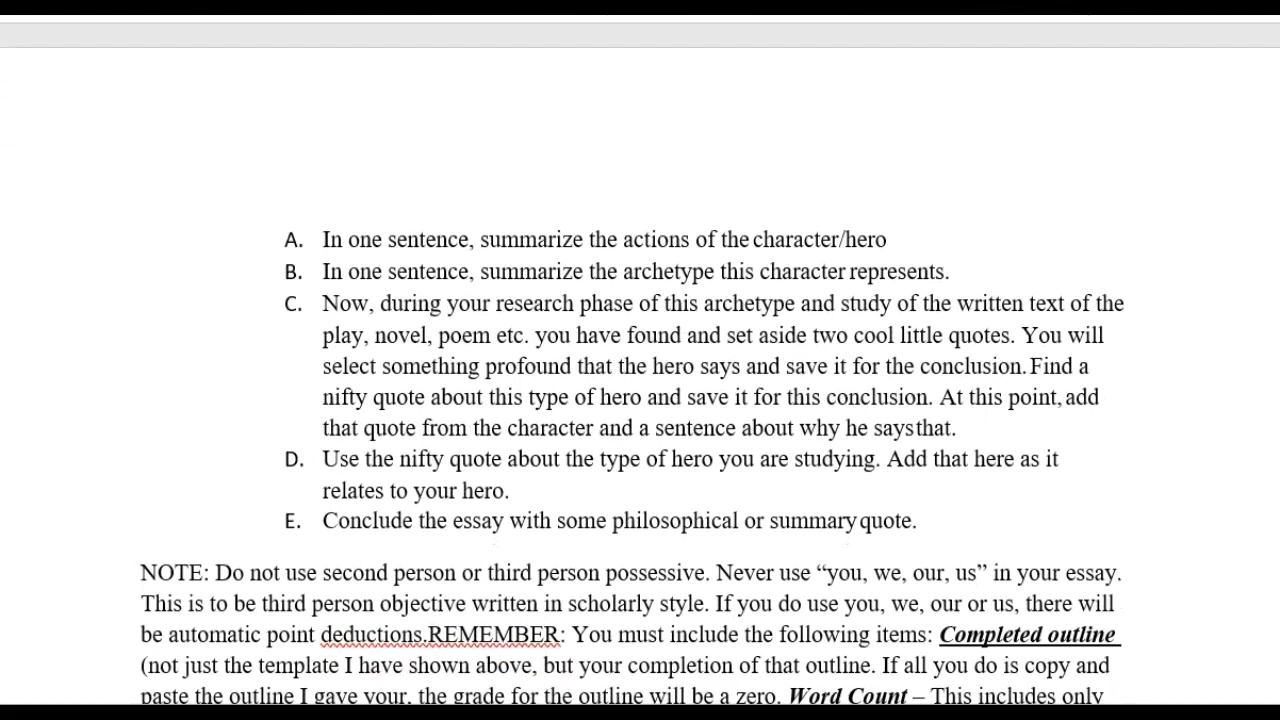 A. In one sentence, summarize the actions of the character/hero
B. In one sentence, summarize the archetype this character represents.
C. Now, during your research phase of this archetype and study of the written text of the
play, novel, poem etc. you have found and set aside two cool little quotes. You will
select something profound that the hero says and save it for the conclusion. Find a
nifty quote about this type of hero and save it for this conclusion. At this point, add
that quote from the character and a sentence about why he says that.
D. Use the nifty quote about the type of hero you are studying. Add that here as it
relates to your hero.
E. Conclude the essay with some philosophical or summary quote.
NOTE: Do not use second person or third person possessive. Never use “you, we, our, us” in your essay.
This is to be third person objective written in scholarly style. If you do use you, we, our or us, there will
be automatic point deductions.REMEMBER: You must include the following items: Completed outline
(not just the template I have shown above, but your completion of that outline. If all you do is copy and
paste the outline I gave your, the grade for the outline will be a zero. Word Count – This includes only